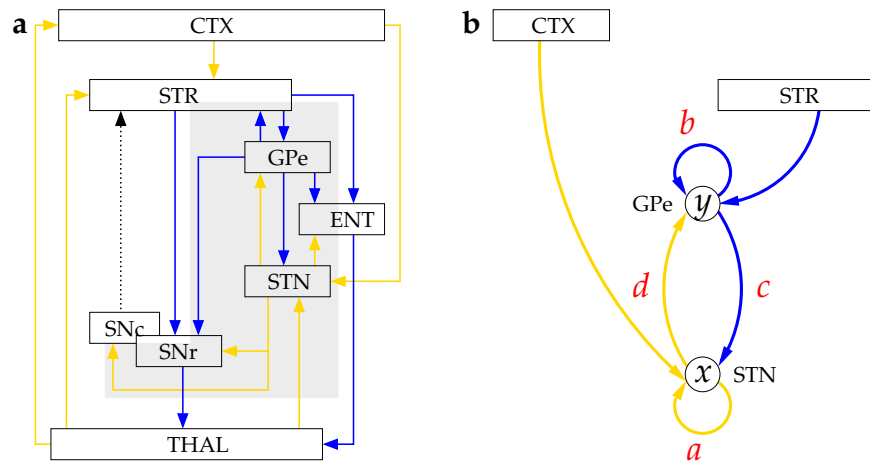 a
CTX
STR
GPe
ENT
STN
SNc
SNr
THAL
b
CTX
STR
b
GPe
y
d
c
x
STN
a